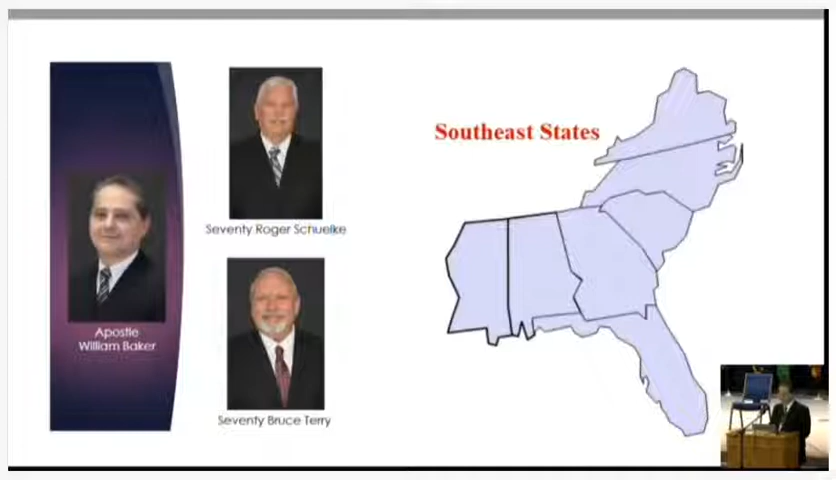 Apostle
William Baker
Seventy Roger Schuelke
Seventy Bruce Terry
Southeast States